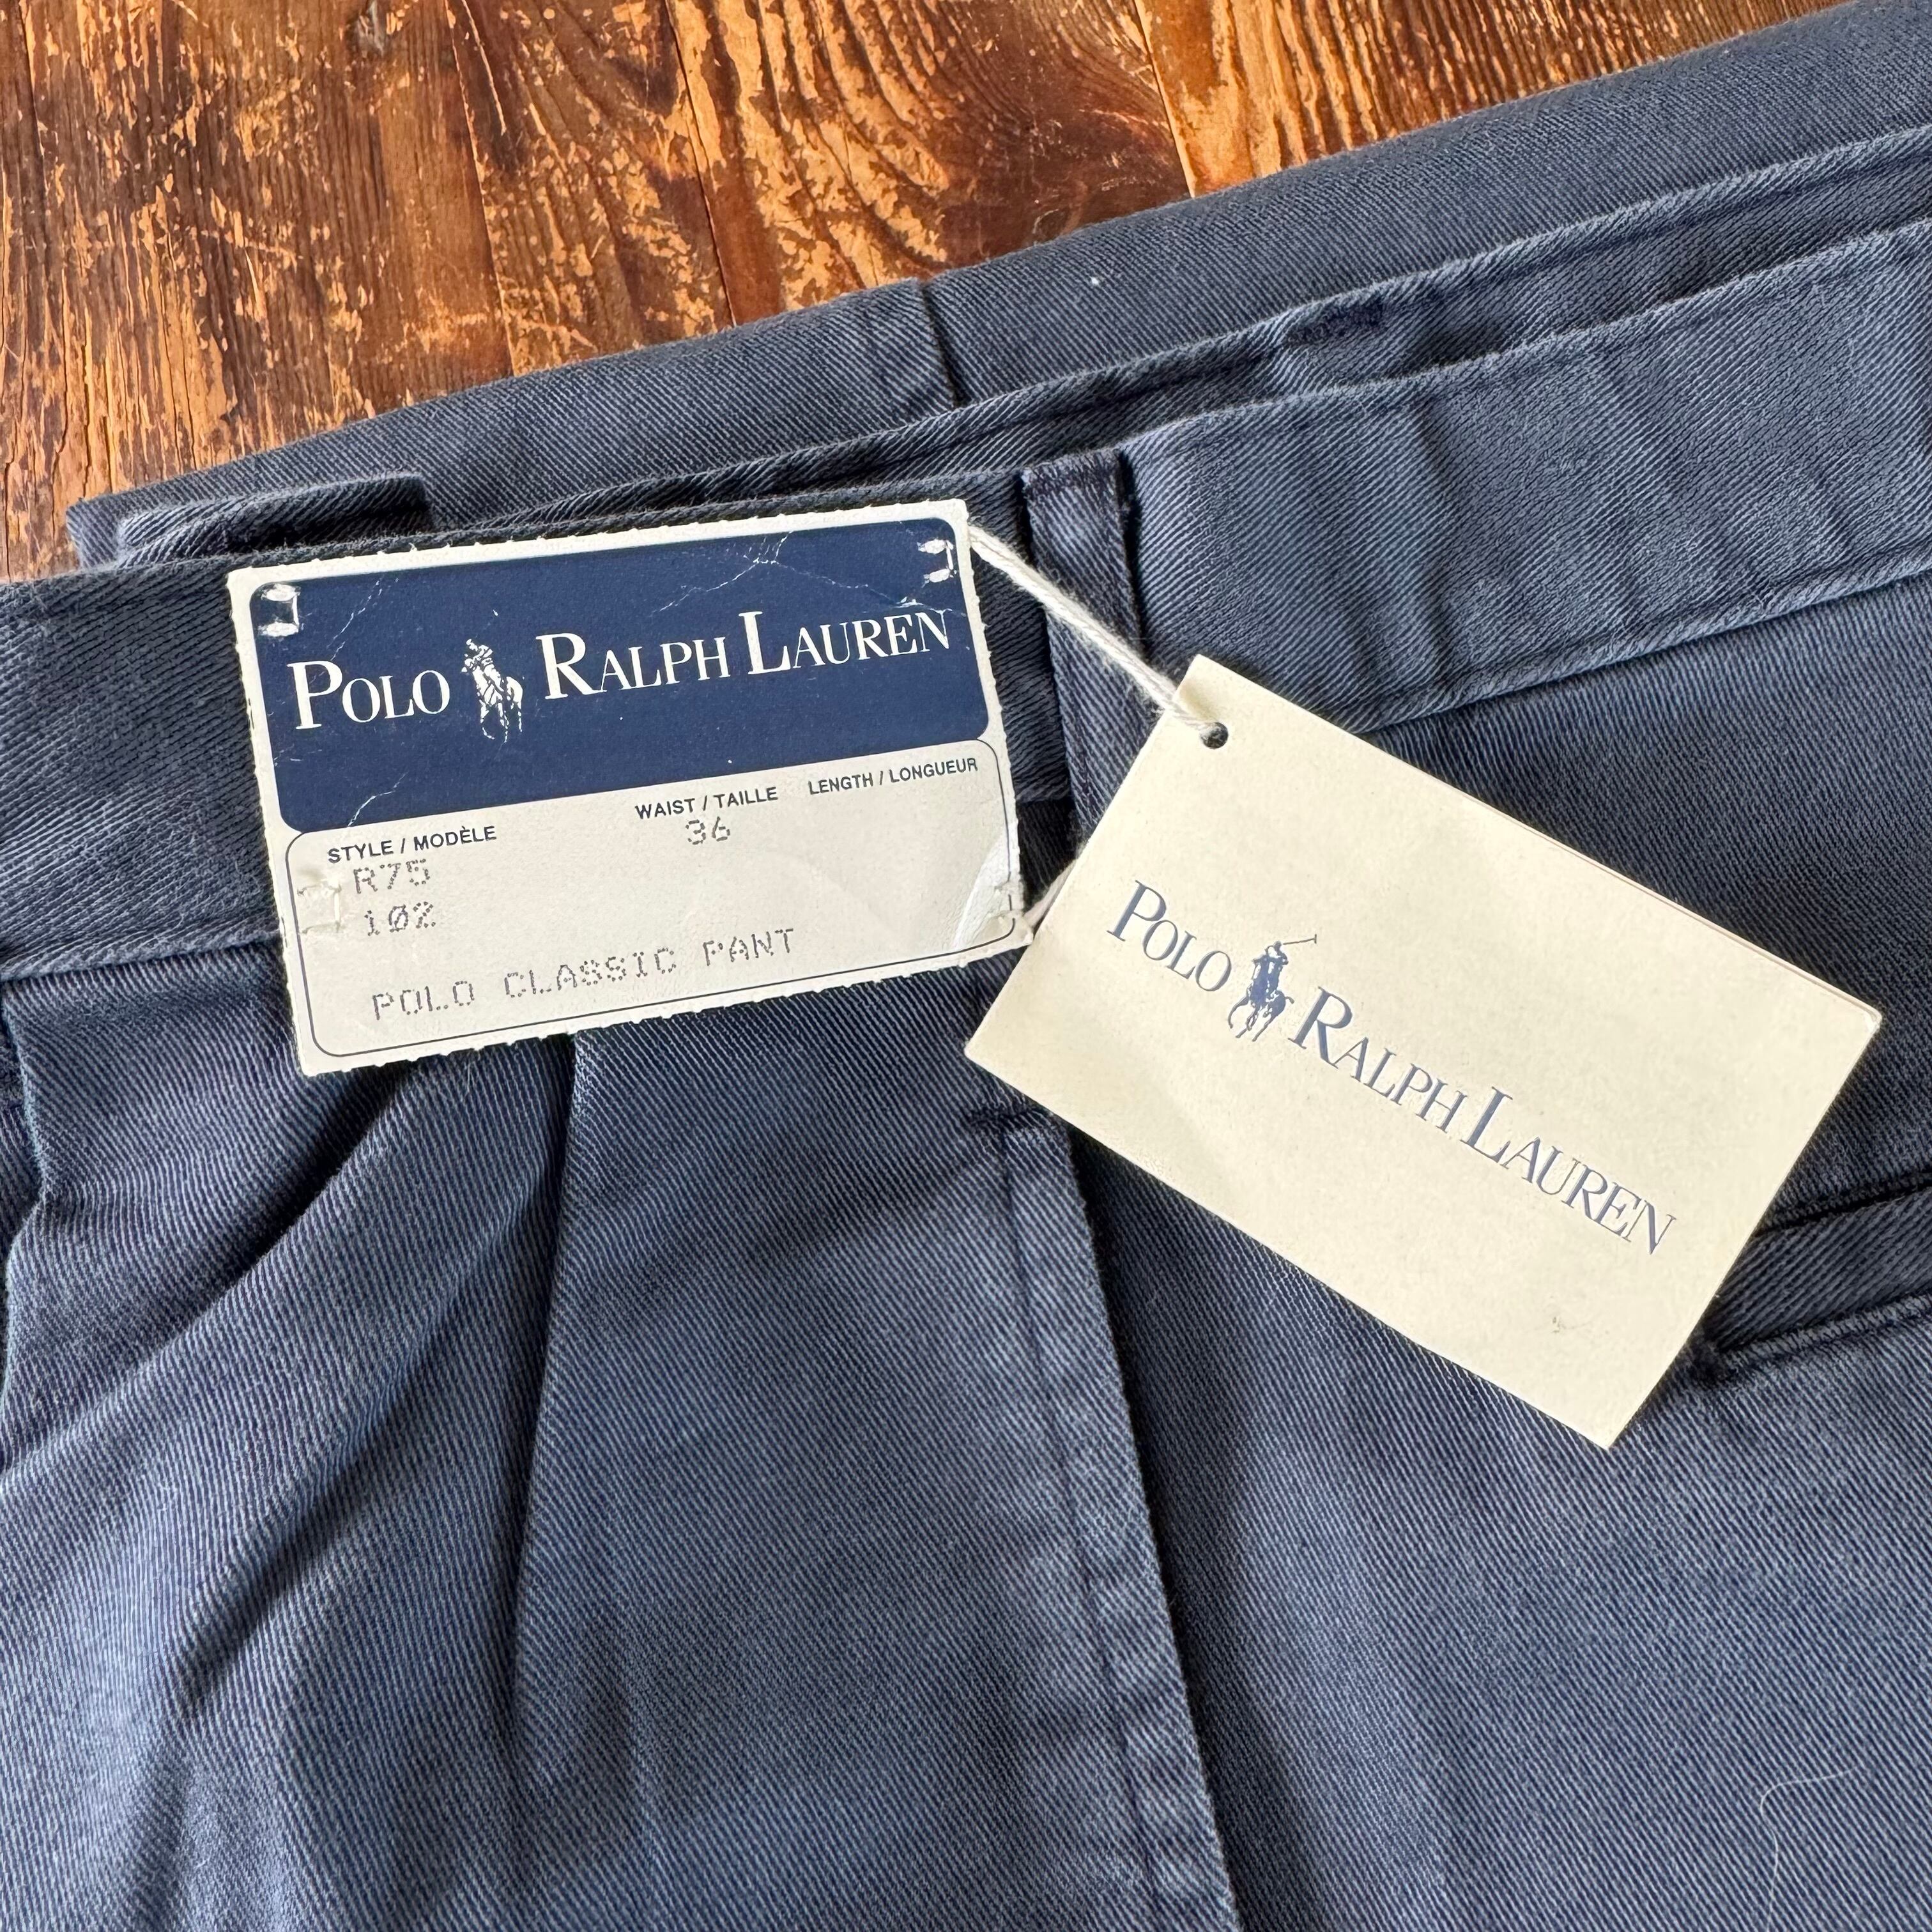 POLO RALPH LAUREN
STYLE / MODÈLE WAIST / TAILLE LENGTH / LONGUEUR
R75 36
10Z
POLO CLASSIC PANT
POLO RALPH LAUREN